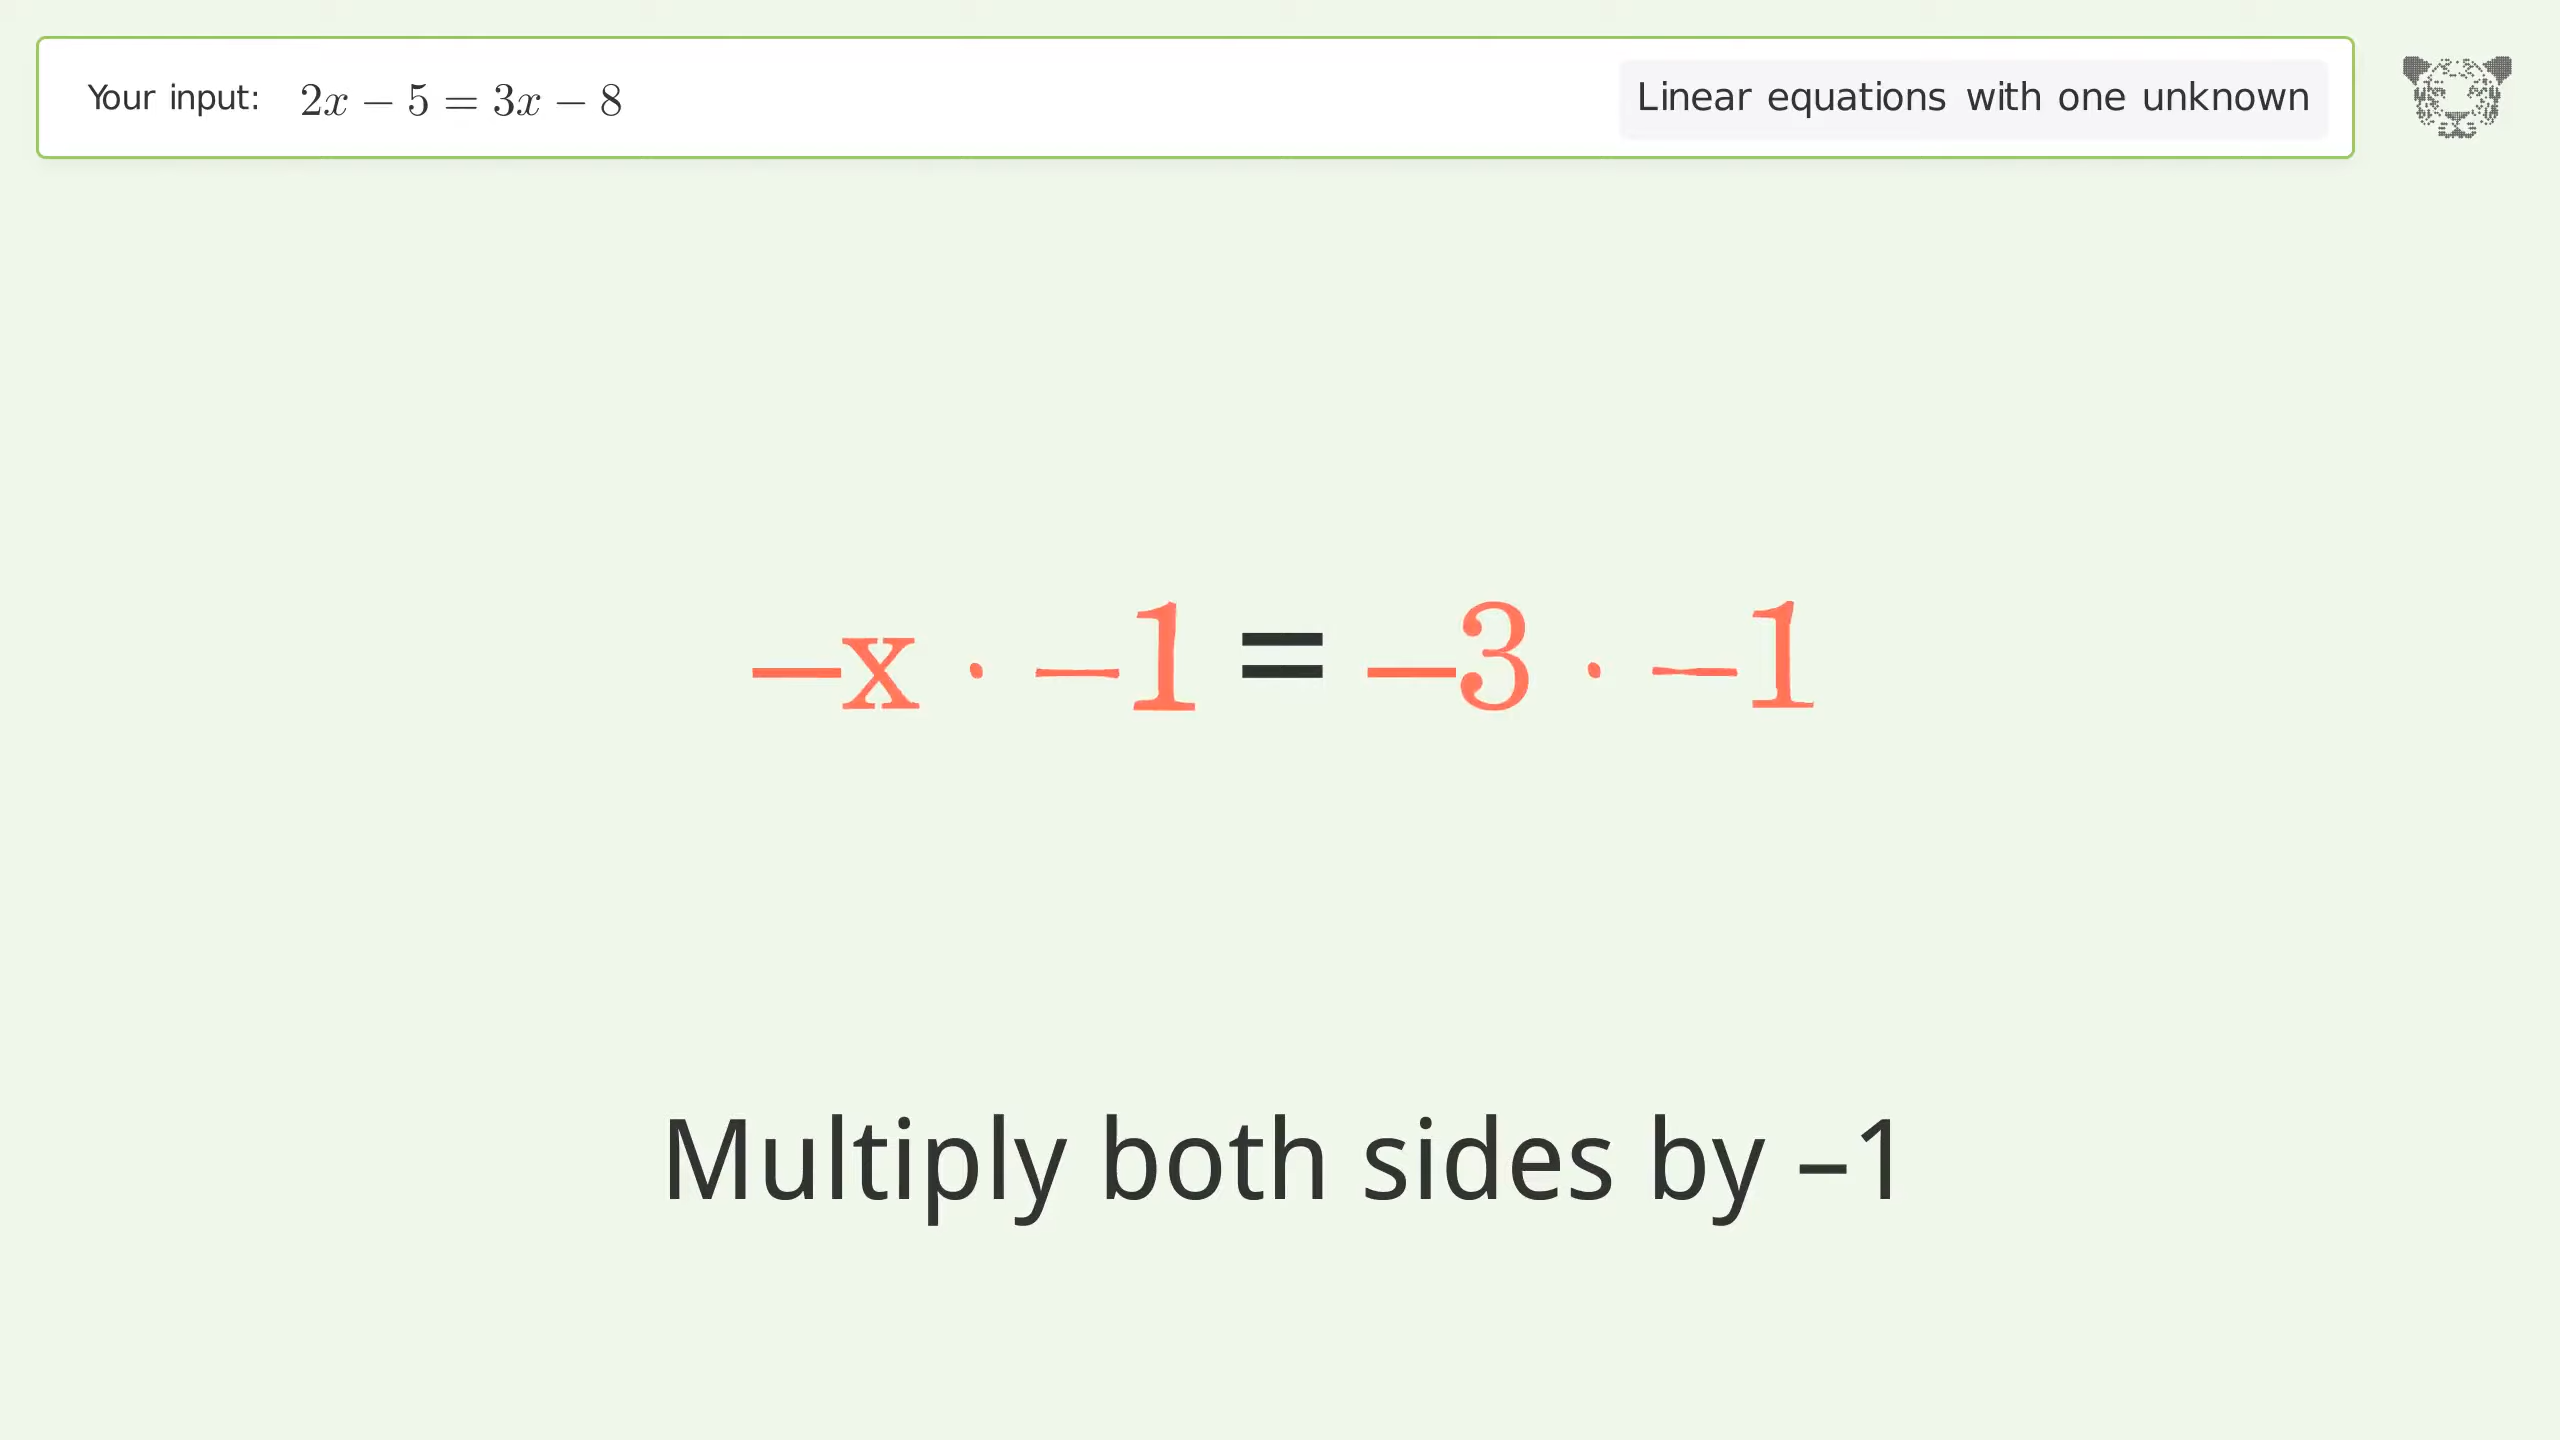 Your input: 2x − 5 = 3x − 8
Linear equations with one unknown
−x · −1 = −3 · −1
Multiply both sides by –1